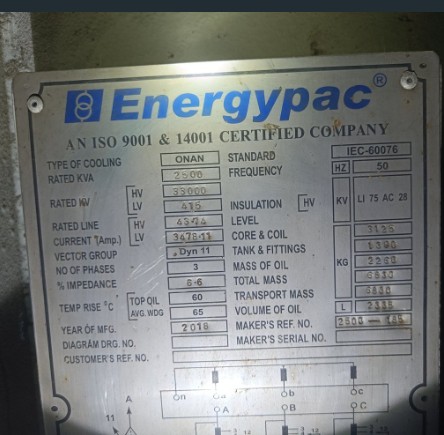 Energypac®
AN ISO 9001 & 14001 CERTIFIED COMPANY
TYPE OF COOLING ONAN STANDARD IEC-60076
RATED KVA 2500 FREQUENCY HZ 50
RATED KV HV 33000
LV 415 INSULATION LEVEL HV KV LI 75 AC 28
RATED LINE CURRENT (Amp.) HV 43.74
LV 3478.11 CORE & COIL KG 3125
VECTOR GROUP Dyn 11 TANK & FITTINGS
NO OF PHASES 3 MASS OF OIL
% IMPEDANCE 6.6 TOTAL MASS
TEMP RISE °C TOP OIL 60 TRANSPORT MASS
AVG.WDG 65 VOLUME OF OIL L
YEAR OF MFG. 2018 MAKER'S REF. NO.
DIAGRAM DRG. NO. MAKER'S SERIAL NO.
CUSTOMER'S REF. NO.
A
n b c
A B C
11